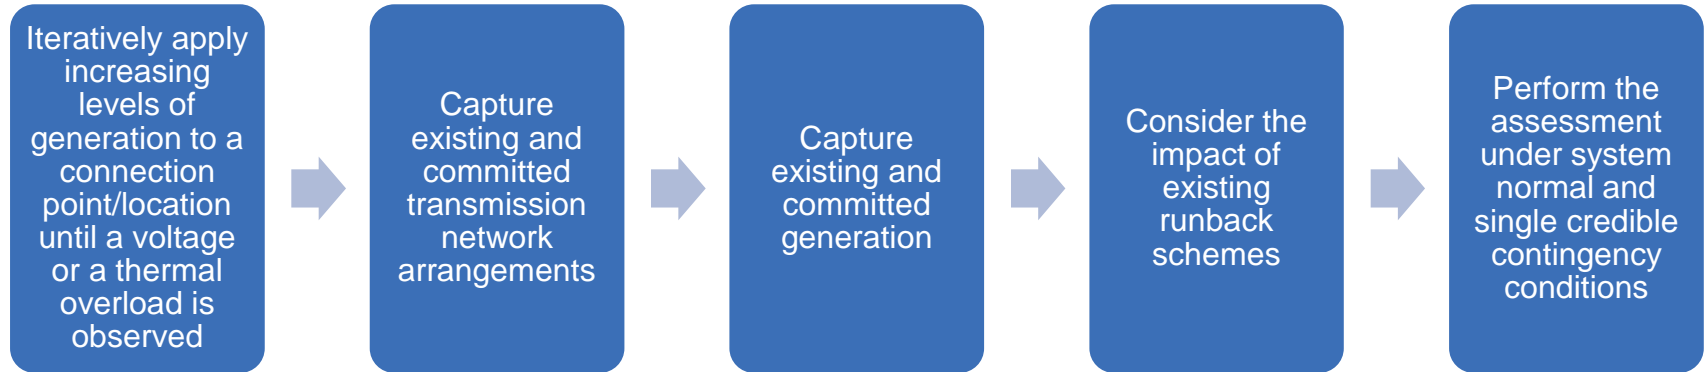 Iteratively apply
increasing
levels of
generation to a
connection
point/location
until a voltage
or a thermal
overload is
observed
Capture
existing and
committed
transmission
network
arrangements
Capture
existing and
committed
generation
Consider the
impact of
existing
runback
schemes
Perform the
assessment
under system
normal and
single credible
contingency
conditions